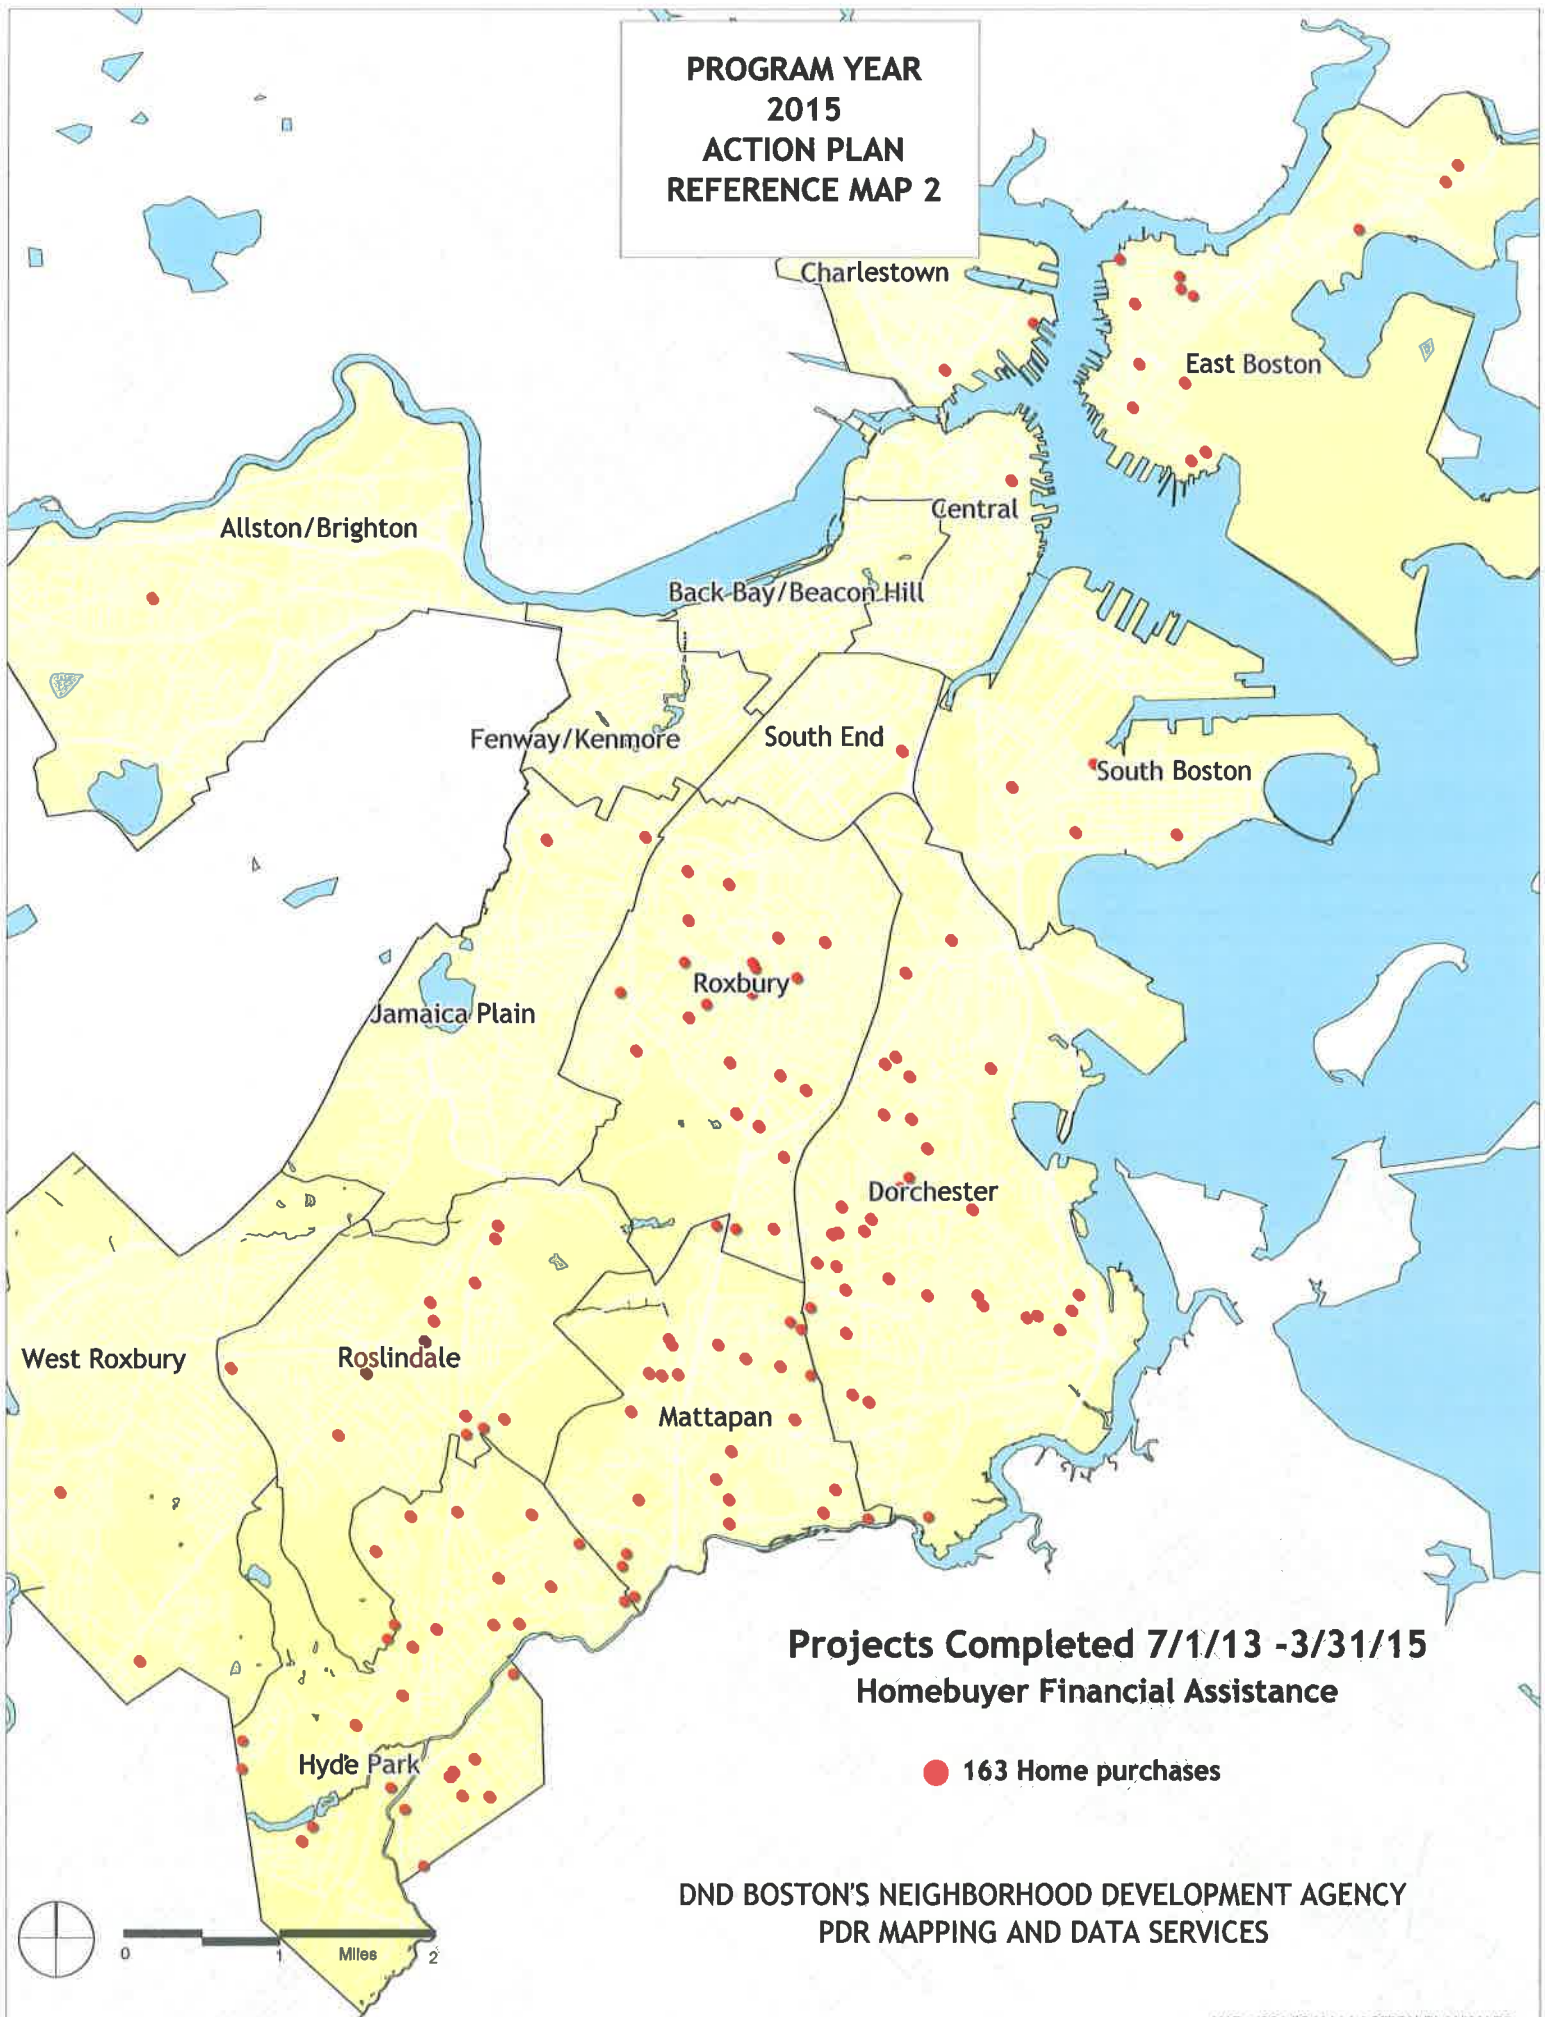 PROGRAM YEAR
2015
ACTION PLAN
REFERENCE MAP 2
Charlestown
East Boston
Central
Allston/Brighton
Back Bay/Beacon Hill
Fenway/Kenmore
South End
South Boston
Roxbury
Jamaica Plain
Dorchester
West Roxbury
Roslindale
Mattapan
Projects Completed 7/1/13 -3/31/15
Homebuyer Financial Assistance
Hyde Park
163 Home purchases
DND BOSTON'S NEIGHBORHOOD DEVELOPMENT AGENCY
PDR MAPPING AND DATA SERVICES
0 1 Miles 2